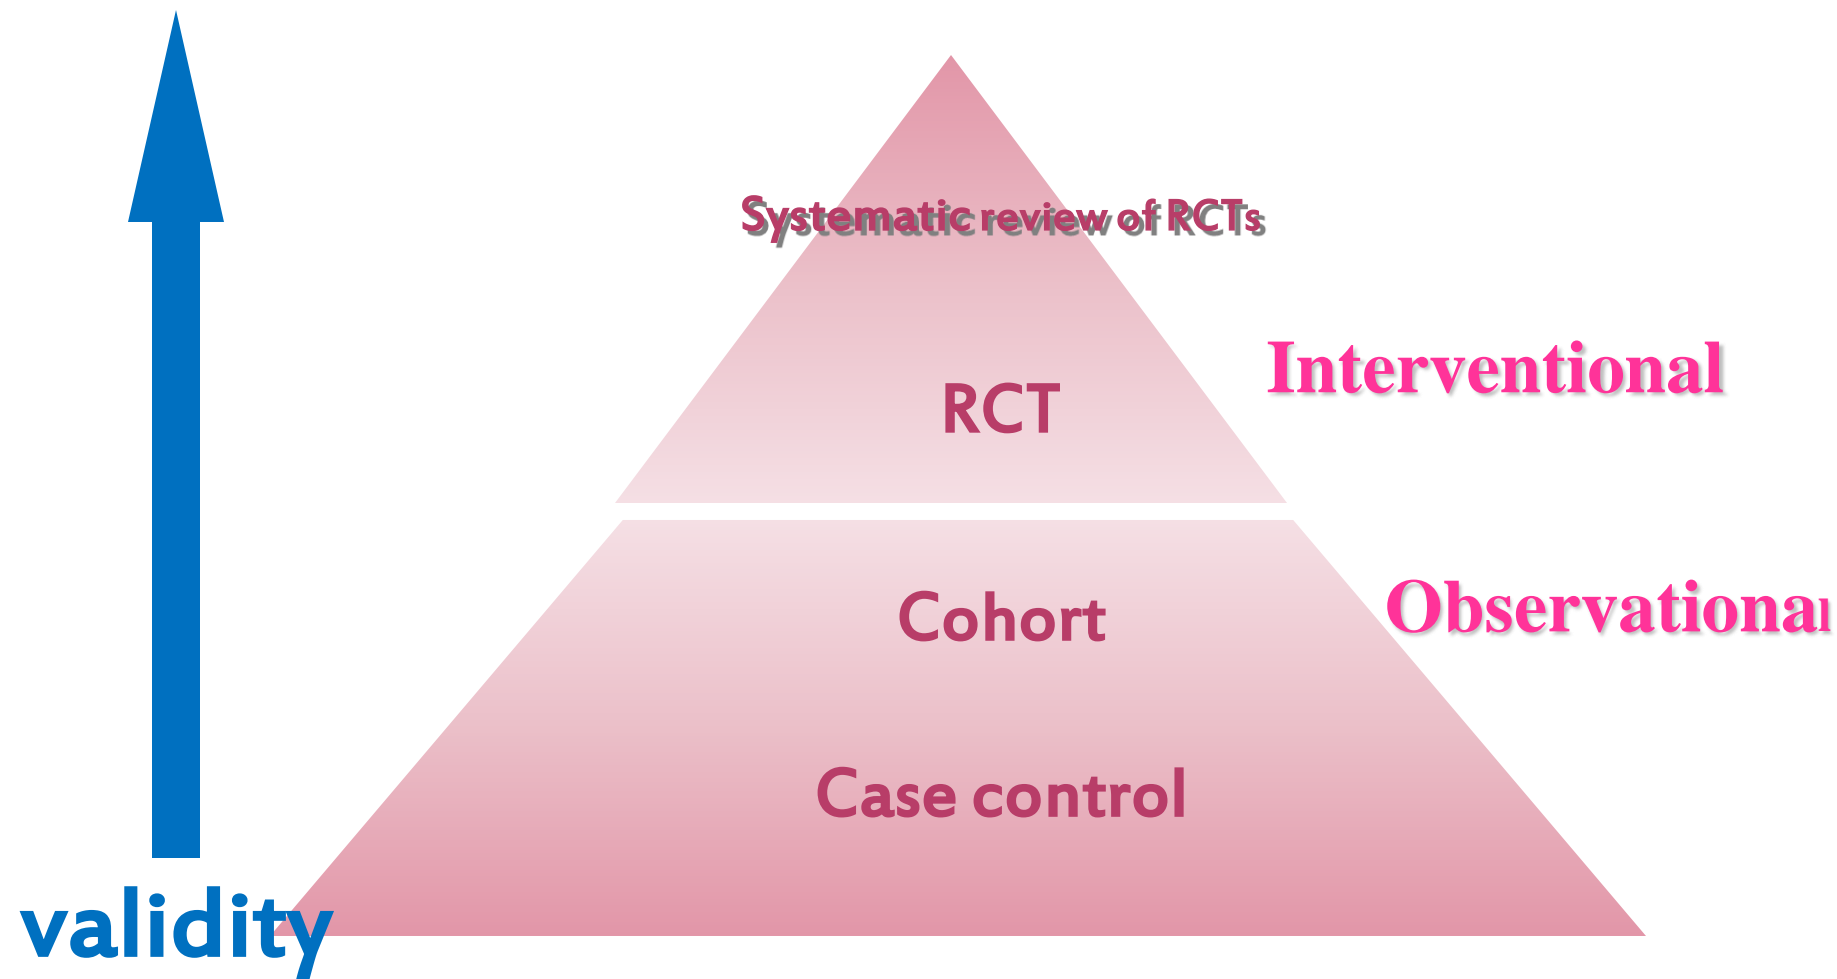 Systematic review of RCTs
Interventional
RCT
Observational
Cohort
Case control
validity